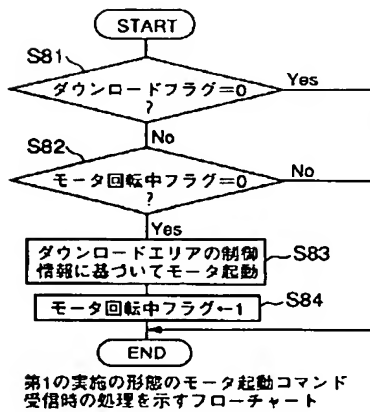 START
S81
ダウンロードフラグ=0
?
Yes
No
S82
モータ回転中フラグ=0
?
No
Yes
ダウンロードエリアの制御
情報に基づいてモータ起動
S83
モータ回転中フラグ←1
S84
END
第1の実施の形態のモータ起動コマンド
受信時の処理を示すフローチャート